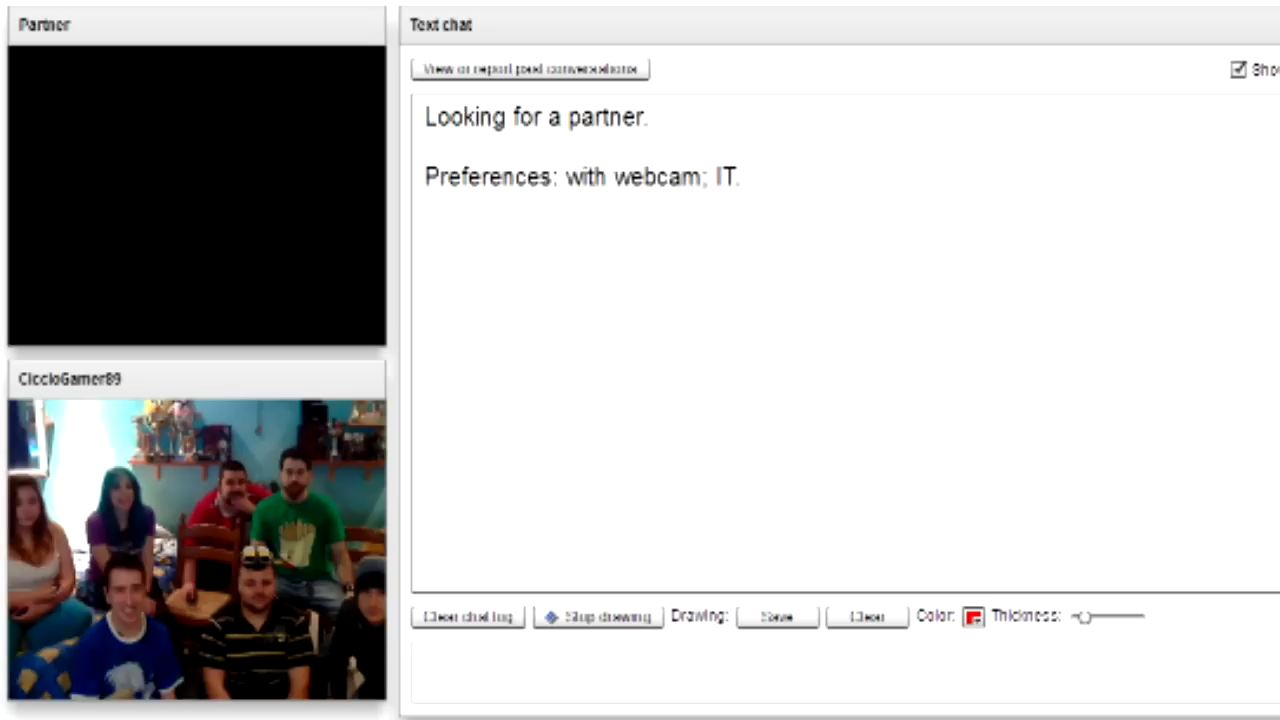 Partner
Text chat
View or report past conversations
Sho
Looking for a partner.
Preferences: with webcam; IT.
CiccioGamer89
Clear chat log
Stop drawing
Drawing:
Save
Clear
Color:
Thickness: